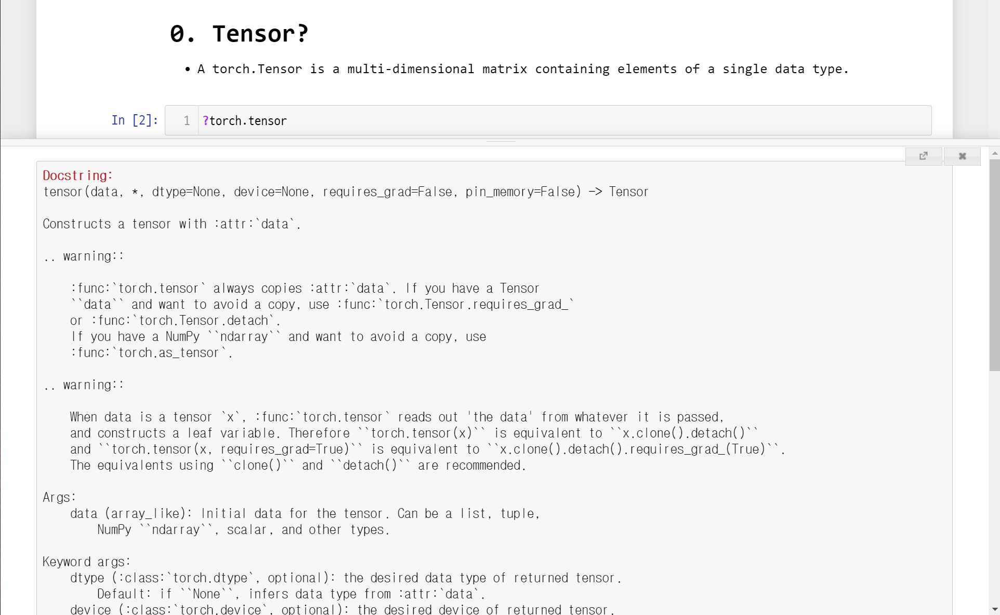 0. Tensor?
• A torch.Tensor is a multi-dimensional matrix containing elements of a single data type.
In [2]: 1 ?torch.tensor
Docstring:
tensor(data, *, dtype=None, device=None, requires_grad=False, pin_memory=False) -> Tensor
Constructs a tensor with :attr:`data`.
.. warning::
:func:`torch.tensor` always copies :attr:`data`. If you have a Tensor
``data`` and want to avoid a copy, use :func:`torch.Tensor.requires_grad_`
or :func:`torch.Tensor.detach`.
If you have a NumPy ``ndarray`` and want to avoid a copy, use
:func:`torch.as_tensor`.
.. warning::
When data is a tensor `x`, :func:`torch.tensor` reads out 'the data' from whatever it is passed,
and constructs a leaf variable. Therefore ``torch.tensor(x)`` is equivalent to ``x.clone().detach()``
and ``torch.tensor(x, requires_grad=True)`` is equivalent to ``x.clone().detach().requires_grad_(True)``.
The equivalents using ``clone()`` and ``detach()`` are recommended.
Args:
data (array_like): Initial data for the tensor. Can be a list, tuple,
NumPy ``ndarray``, scalar, and other types.
Keyword args:
dtype (:class:`torch.dtype`, optional): the desired data type of returned tensor.
Default: if ``None``, infers data type from :attr:`data`.
device (:class:`torch.device`, optional): the desired device of returned tensor.